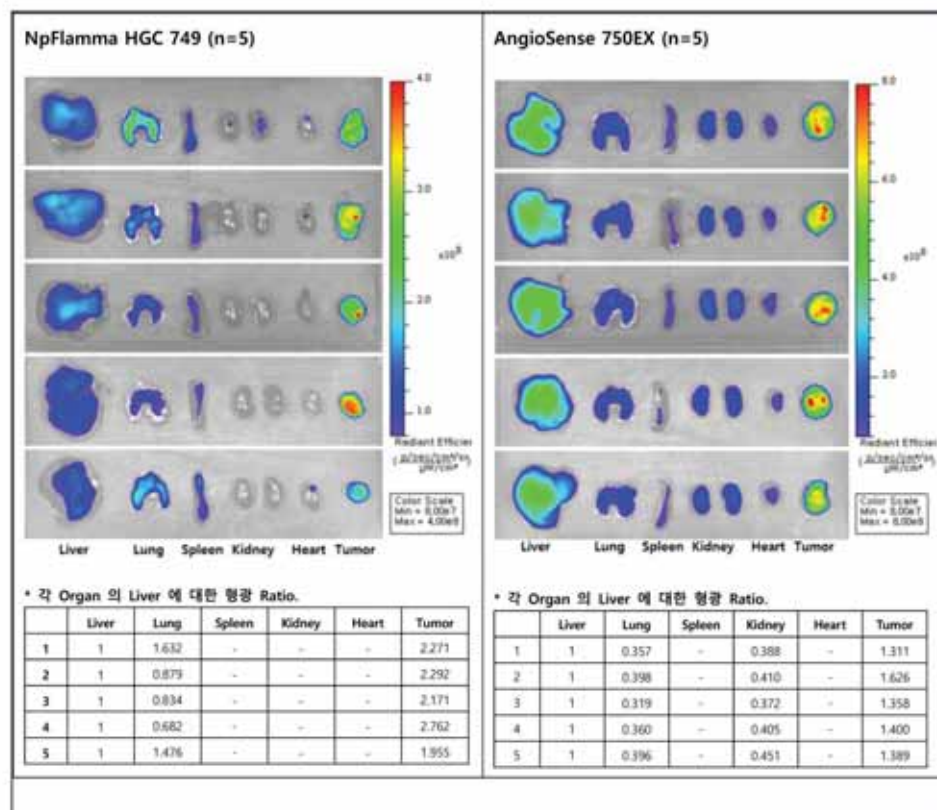 NpFlamma HGC 749 (n=5)
4.0
3.0
x10⁸
2.0
1.0
Radiant Efficien
Color Scale
Min = 8.00e7
Max = 4.00e8
Liver Lung Spleen Kidney Heart Tumor
* 각 Organ 의 Liver 에 대한 형광 Ratio.
Liver Lung Spleen Kidney Heart Tumor
1 1 1.632 - - - 2.271
2 1 0.879 - - - 2.292
3 1 0.834 - - - 2.171
4 1 0.682 - - - 2.762
5 1 1.476 - - - 1.955
AngioSense 750EX (n=5)
8.0
6.0
x10⁸
4.0
2.0
Radiant Efficien
Color Scale
Liver Lung Spleen Kidney Heart Tumor
* 각 Organ 의 Liver 에 대한 형광 Ratio.
Liver Lung Spleen Kidney Heart Tumor
1 1 0.357 - 0.388 - 1.311
2 1 0.398 - 0.410 - 1.626
3 1 0.319 - 0.372 - 1.358
4 1 0.360 - 0.405 - 1.400
5 1 0.396 - 0.451 - 1.389